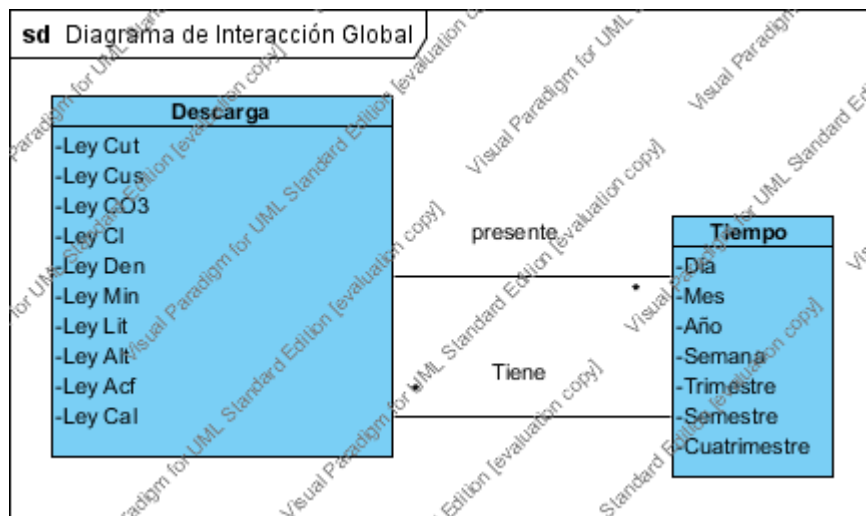 sd Diagrama de Interacción Global
Descarga
-Ley Cut
-Ley Cus
-Ley CO3
-Ley Cl
-Ley Den
-Ley Min
-Ley Lit
-Ley Alt
-Ley Acf
-Ley Cal
presente
*
Tiene
*
Tiempo
-Día
-Mes
-Año
-Semana
-Trimestre
-Semestre
-Cuatrimestre
Visual Paradigm for UML Standard Edition [evaluation copy]